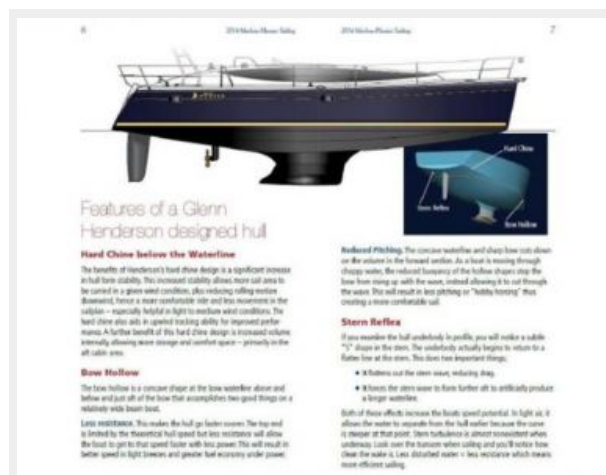 6
7
Hard Chine
Stern Reflex
Bow Hollow
Features of a Glenn
Henderson designed hull
Hard Chine below the Waterline
The benefits of Henderson's hard chine design is a significant increase
in hull form stability. This increased stability allows more sail area to
be carried in a given wind condition, plus reducing rolling motion
downwind, hence a more comfortable ride and less movement in the
sailplan – especially helpful in light to medium wind conditions. The
hard chine also aids in upwind tracking ability for improved perfor-
mance. A further benefit of this hard chine design is increased volume
internally allowing more storage and comfort space – primarily in the
aft cabin area.
Bow Hollow
The bow hollow is a concave shape at the bow waterline above and
below and just aft of the bow that accomplishes two good things on a
relatively wide beam boat.
Less resistance. This makes the hull go faster sooner. The top end
is limited by the theoretical hull speed but less resistance will allow
the boat to get to that speed faster with less power. This will result in
better speed in light breezes and greater fuel economy under power.
Reduced Pitching. The concave waterline and sharp bow cuts down
on the volume in the forward section. As a boat is moving through
choppy water, the reduced buoyancy of the hollow shapes stop the
bow from rising up with the wave, instead allowing it to cut through
the wave. This will result in less pitching or "hobby horsing" thus
creating a more comfortable sail.
Stern Reflex
If you examine the hull underbody in profile, you will notice a subtle
"S" shape in the stern. The underbody actually begins to return to a
flatter line at the stern. This does two important things;
It flattens out the stern wave, reducing drag.
It forces the stern wave to form further aft to artificially produce
a longer waterline.
Both of these effects increase the boats speed potential. In light air, it
allows the water to separate from the hull earlier because the curve
is steeper at that point. Stern turbulence is almost nonexistent when
underway. Look over the transom when sailing and you'll notice how
clean the wake is. Less disturbed water = less resistance which means
more efficient sailing.